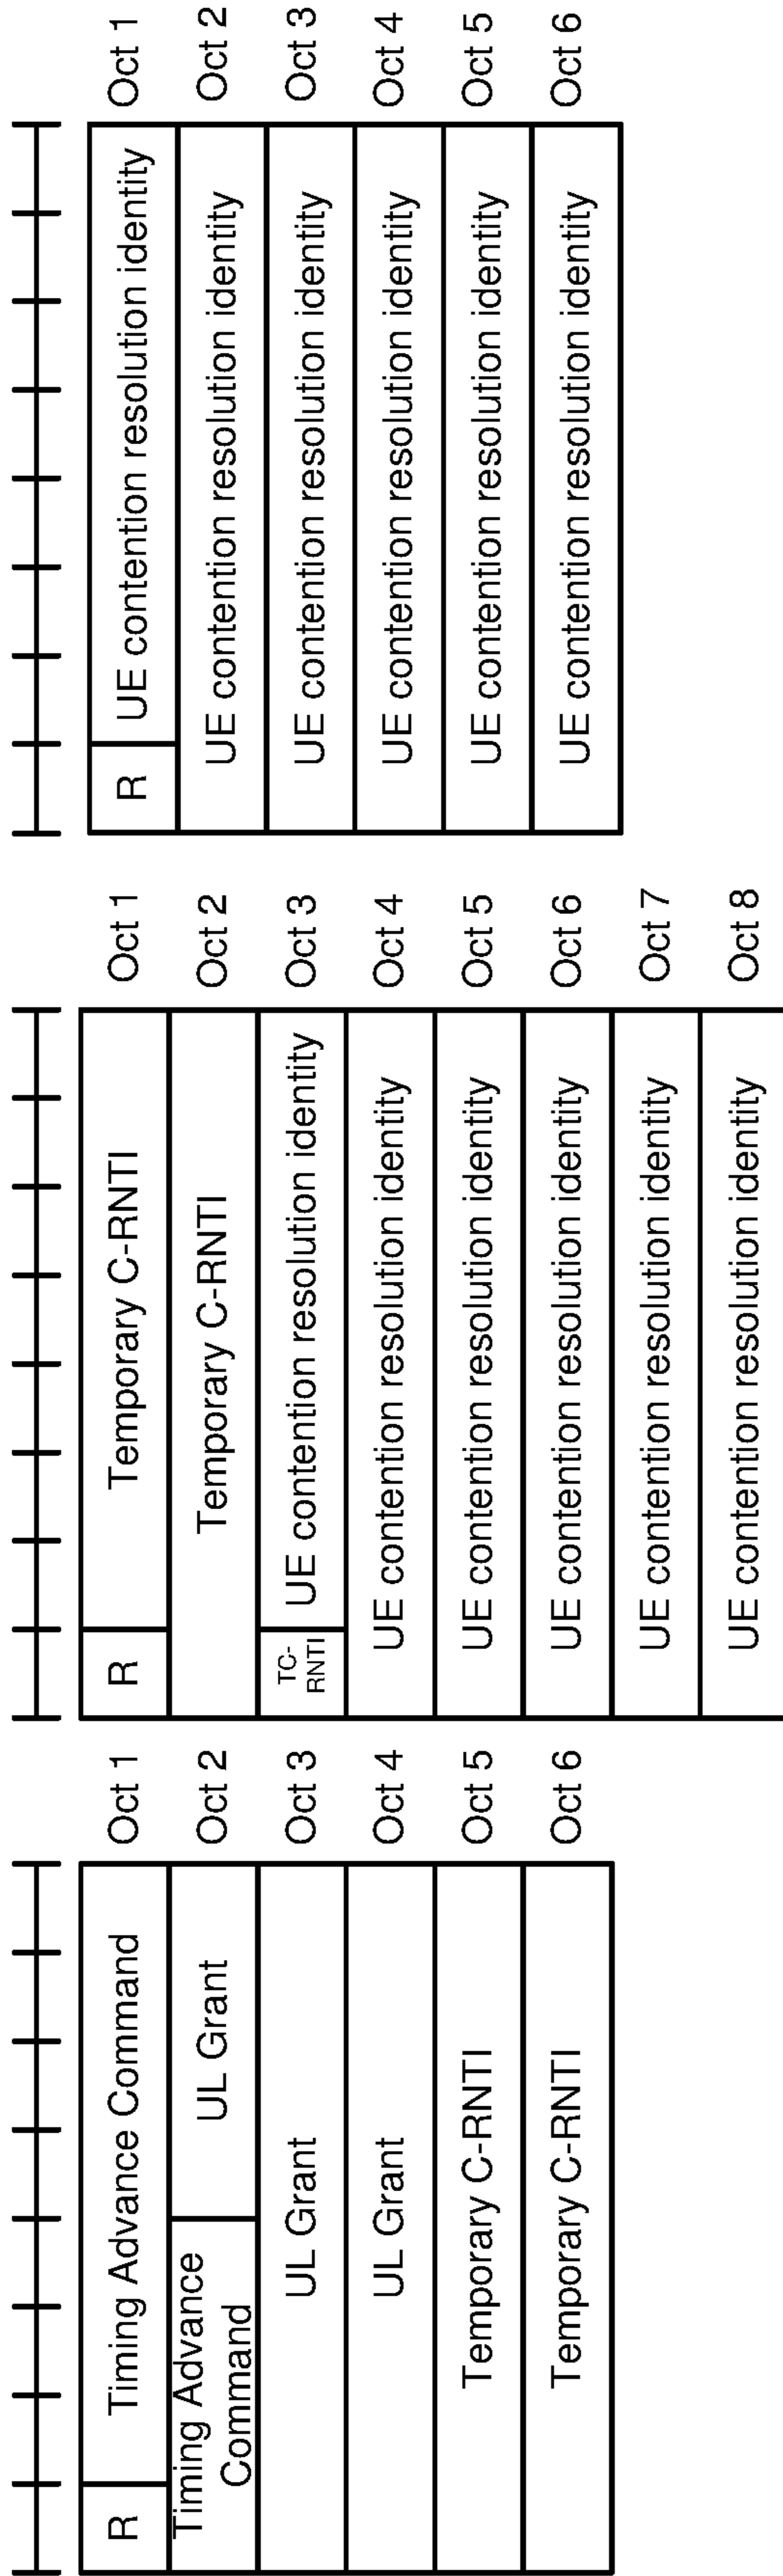 R Timing Advance Command Oct 1
Timing Advance
Command
UL Grant Oct 2
UL Grant Oct 3
UL Grant Oct 4
Temporary C-RNTI Oct 5
Temporary C-RNTI Oct 6
R Temporary C-RNTI Oct 1
Temporary C-RNTI Oct 2
TC-
RNTI
UE contention resolution identity Oct 3
UE contention resolution identity Oct 4
UE contention resolution identity Oct 5
UE contention resolution identity Oct 6
UE contention resolution identity Oct 7
UE contention resolution identity Oct 8
R UE contention resolution identity Oct 1
UE contention resolution identity Oct 2
UE contention resolution identity Oct 3
UE contention resolution identity Oct 4
UE contention resolution identity Oct 5
UE contention resolution identity Oct 6